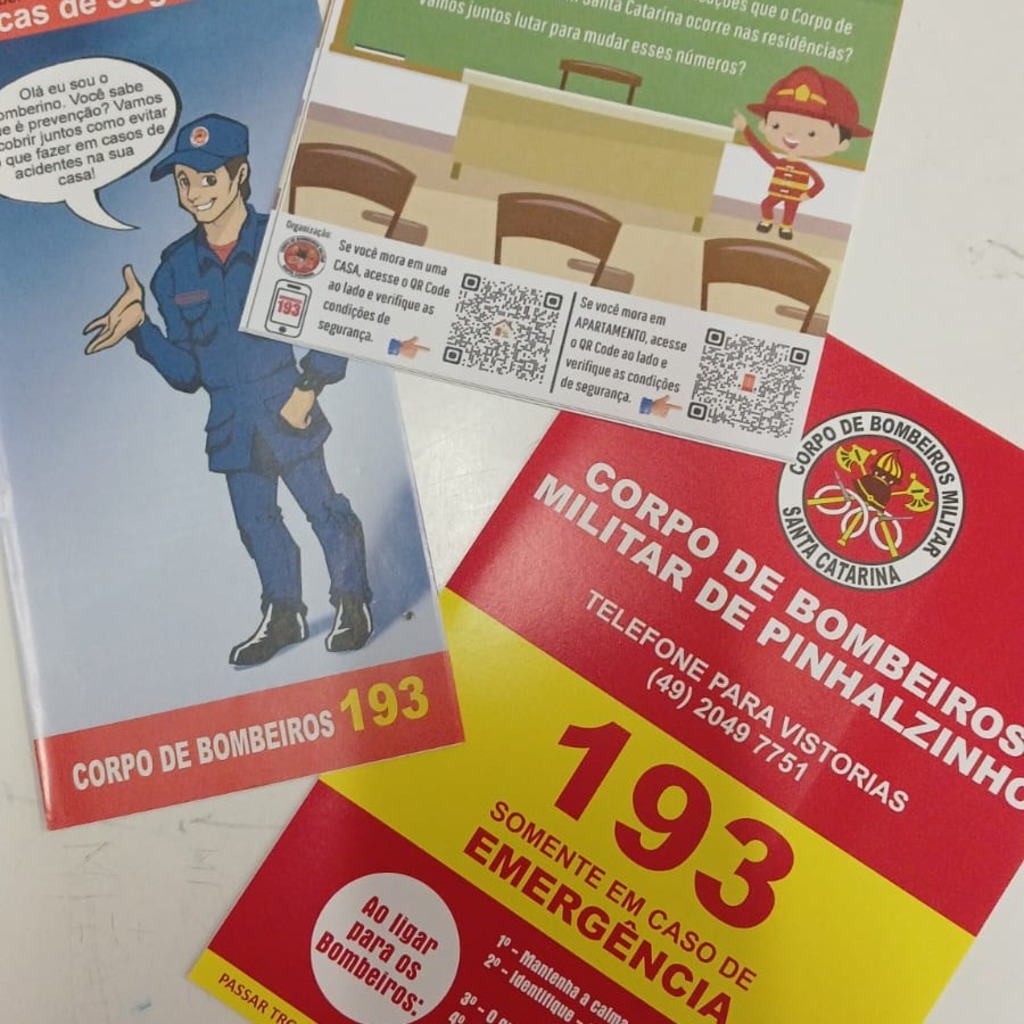 cas de
Olá eu sou o
Você sabe
é prevenção? Vamos
juntos como evitar
que fazer em casos de
acidentes na sua
casa!
CORPO DE BOMBEIROS 193
que o Corpo de
Santa Catarina ocorre nas residências?
Vamos juntos lutar para mudar esses números?
Organização:
193
Se você mora em uma
CASA, acesse o QR Code
ao lado e verifique as
condições de
segurança.
Se você mora em
APARTAMENTO, acesse
o QR Code ao lado e
verifique as condições
de segurança.
CORPO DE BOMBEIROS MILITAR
SANTA CATARINA
CORPO DE BOMBEIROS
MILITAR DE PINHALZINHO
TELEFONE PARA VISTORIAS
(49) 2049 7751
193
SOMENTE EM CASO DE
EMERGÊNCIA
Ao ligar
para os
Bombeiros:
1º - Mantenha a calma
2º - Identifique -
3º - O
4º
PASSAR